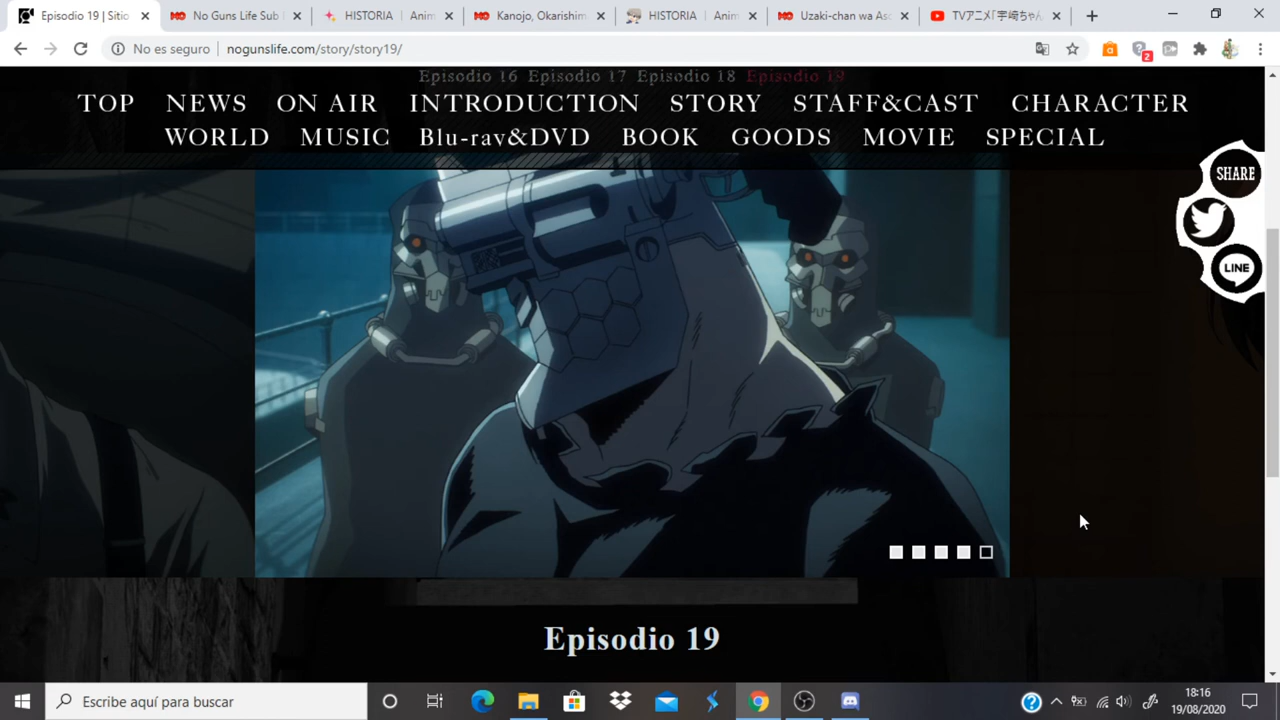 Episodio 19 | Sitio
No Guns Life Sub
HISTORIA | Anim
Kanojo, Okarishim
HISTORIA | Anim
Uzaki-chan wa Aso
TVアニメ「宇崎ちゃん
No es seguro | nogunslife.com/story/story19/
2
Episodio 16 Episodio 17 Episodio 18 Episodio 19
TOP NEWS ON AIR INTRODUCTION STORY STAFF&CAST CHARACTER
WORLD MUSIC Blu-ray&DVD BOOK GOODS MOVIE SPECIAL
SHARE
LINE
Episodio 19
Escribe aquí para buscar
18:16
19/08/2020